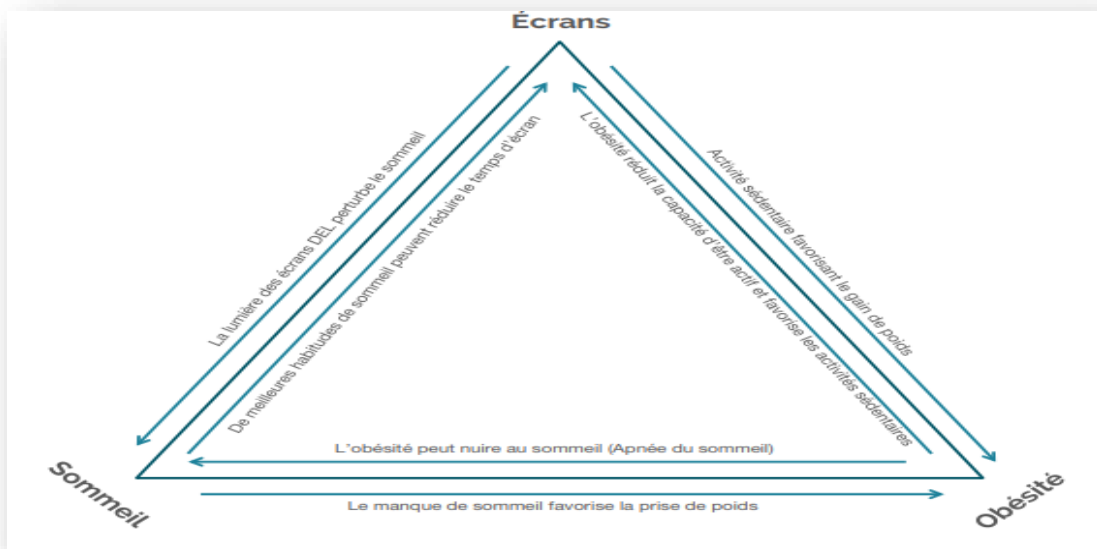 Écrans
La lumière des écrans DEL perturbe le sommeil
De meilleures habitudes de sommeil peuvent réduire le temps d'écran
L'obésité réduit la capacité d'être actif et favorise les activités sédentaires
Activité sédentaire favorisant le gain de poids
L'obésité peut nuire au sommeil (Apnée du sommeil)
Sommeil
Le manque de sommeil favorise la prise de poids
Obésité